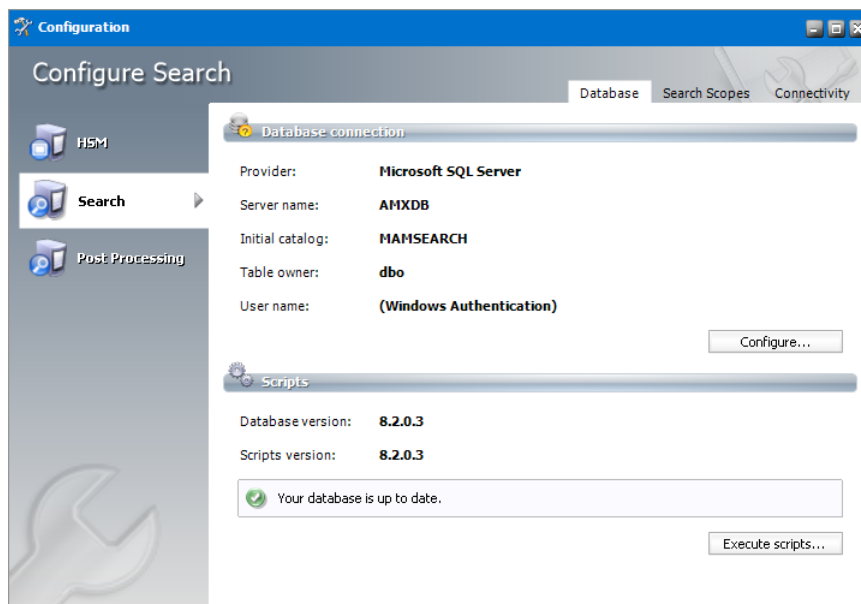 Configuration
Configure Search
Database Search Scopes Connectivity
HSM
Search
Post Processing
Database connection
Provider: Microsoft SQL Server
Server name: AMXDB
Initial catalog: MAMSEARCH
Table owner: dbo
User name: (Windows Authentication)
Configure...
Scripts
Database version: 8.2.0.3
Scripts version: 8.2.0.3
Your database is up to date.
Execute scripts...